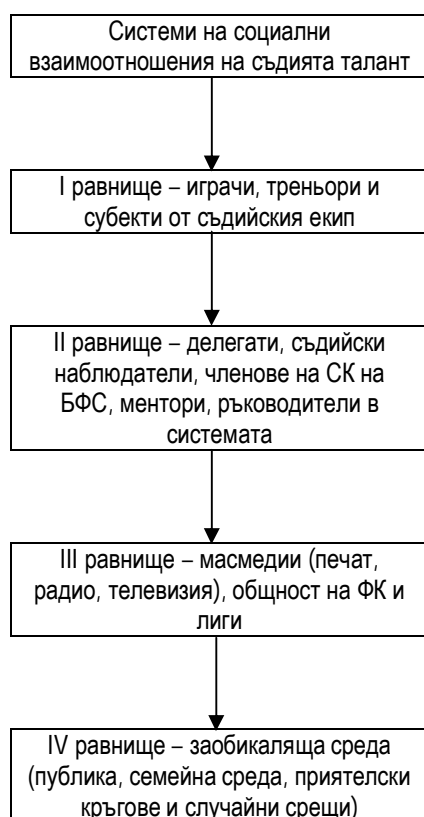 Системи на социални
взаимоотношения на съдията талант
I равнище – играчи, треньори и
субекти от съдийския екип
II равнище – делегати, съдийски
наблюдатели, членове на СК на
БФС, ментори, ръководители в
системата
III равнище – масмедии (печат,
радио, телевизия), общност на ФК и
лиги
IV равнище – заобикаляща среда
(публика, семейна среда, приятелски
кръгове и случайни срещи)